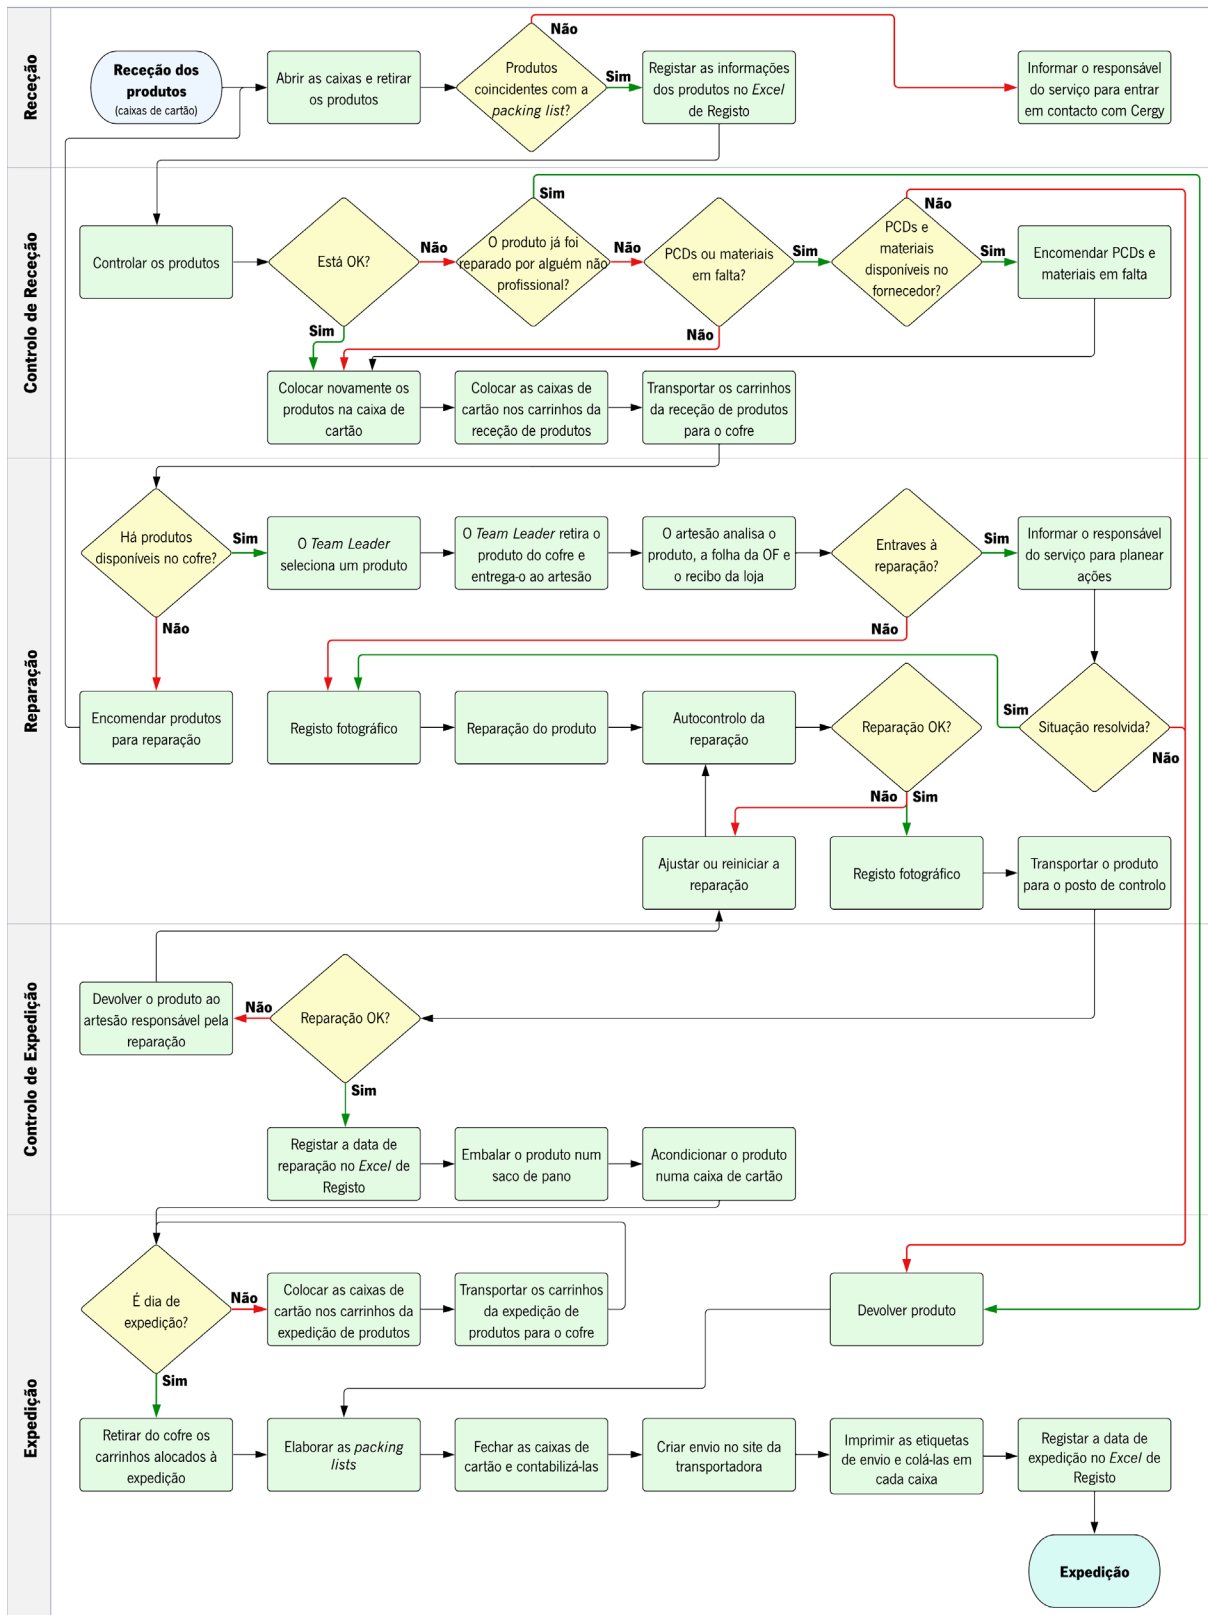 Receção
Receção dos
produtos
(caixas de cartão)
Abrir as caixas e retirar
os produtos
Produtos
coincidentes com a
packing list?
Não
Sim
Registar as informações
dos produtos no Excel
de Registo
Informar o responsável
do serviço para entrar
em contacto com Cergy
Controlo de Receção
Controlar os produtos
Está OK?
Não
Sim
O produto já foi
reparado por alguém não
profissional?
Sim
Não
PCDs ou materiais
em falta?
Sim
Não
PCDs e
materiais
disponíveis no
fornecedor?
Não
Sim
Encomendar PCDs e
materiais em falta
Colocar novamente os
produtos na caixa de
cartão
Colocar as caixas de
cartão nos carrinhos da
receção de produtos
Transportar os carrinhos
da receção de produtos
para o cofre
Reparação
Há produtos
disponíveis no cofre?
Sim
Não
O Team Leader
seleciona um produto
O Team Leader retira o
produto do cofre e
entrega-o ao artesão
O artesão analisa o
produto, a folha da OF e
o recibo da loja
Entraves à
reparação?
Sim
Não
Informar o responsável
do serviço para planear
ações
Encomendar produtos
para reparação
Registo fotográfico
Reparação do produto
Autocontrolo da
reparação
Reparação OK?
Não
Sim
Situação resolvida?
Sim
Não
Ajustar ou reiniciar a
reparação
Registo fotográfico
Transportar o produto
para o posto de controlo
Controlo de Expedição
Devolver o produto ao
artesão responsável pela
reparação
Não
Reparação OK?
Sim
Registar a data de
reparação no Excel de
Registo
Embalar o produto num
saco de pano
Acondicionar o produto
numa caixa de cartão
Expedição
É dia de
expedição?
Não
Sim
Colocar as caixas de
cartão nos carrinhos da
expedição de produtos
Transportar os carrinhos
da expedição de
produtos para o cofre
Devolver produto
Retirar do cofre os
carrinhos alocados à
expedição
Elaborar as packing
lists
Fechar as caixas de
cartão e contabilizá-las
Criar envio no site da
transportadora
Imprimir as etiquetas
de envio e colá-las em
cada caixa
Registar a data de
expedição no Excel de
Registo
Expedição